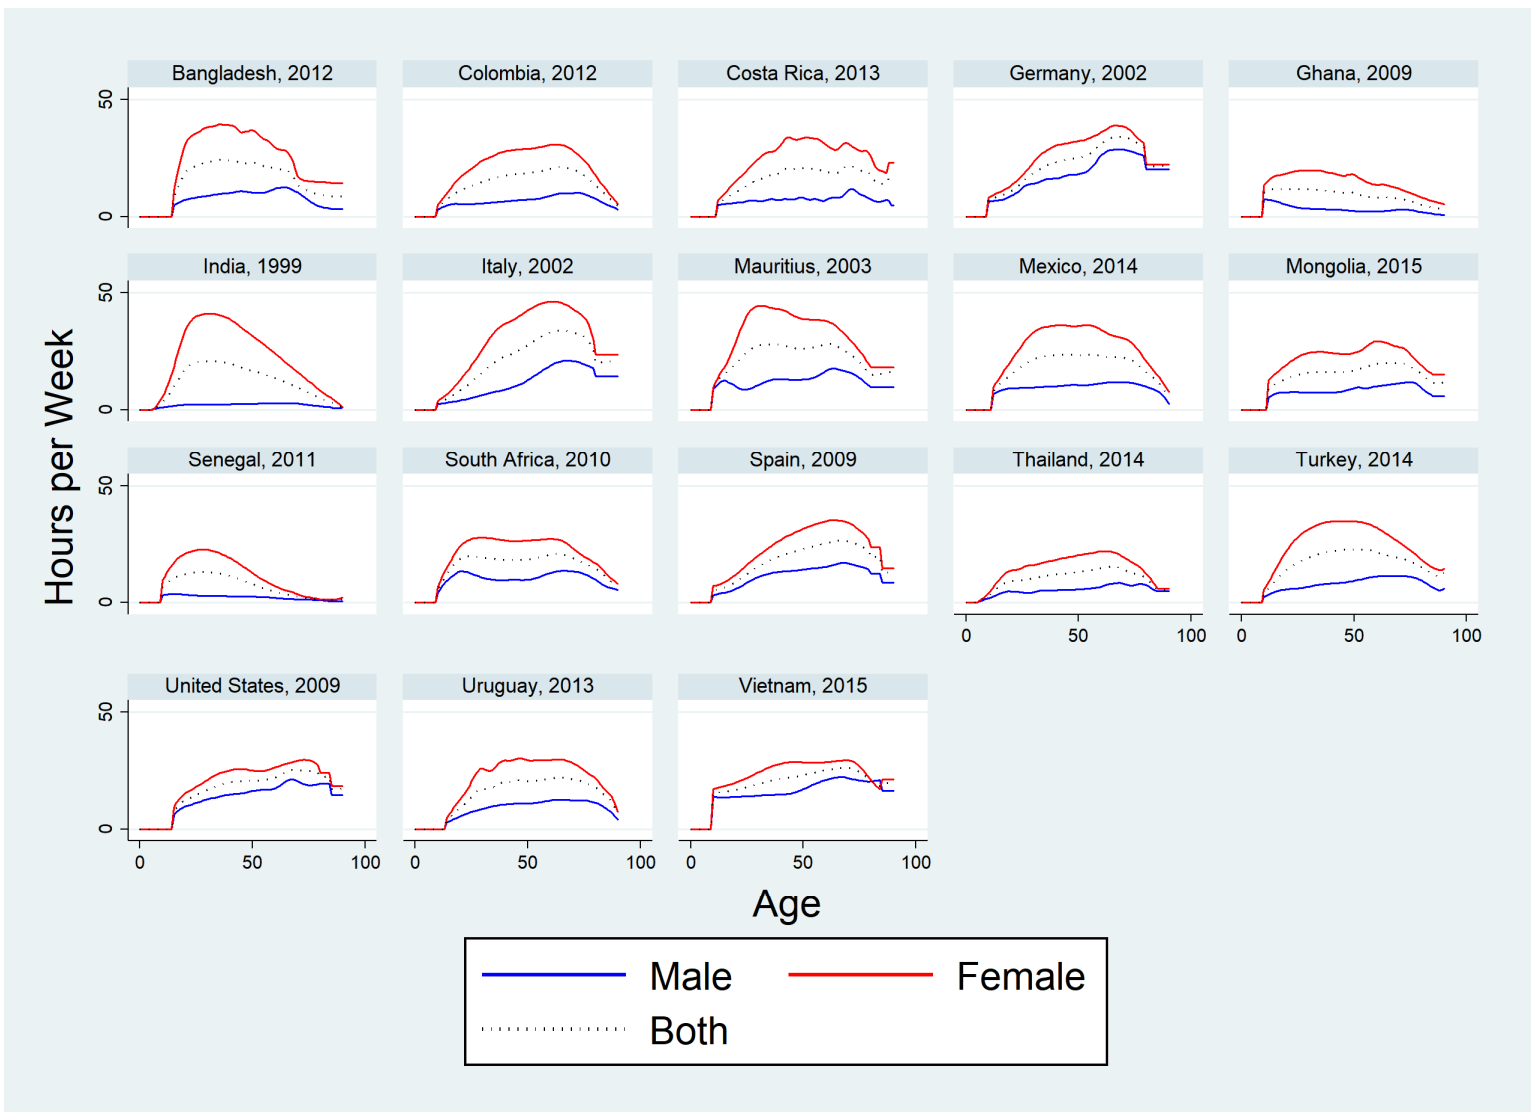 Bangladesh, 2012
Colombia, 2012
Costa Rica, 2013
Germany, 2002
Ghana, 2009
50
0
India, 1999
Italy, 2002
Mauritius, 2003
Mexico, 2014
Mongolia, 2015
50
0
Hours per Week
Senegal, 2011
South Africa, 2010
Spain, 2009
Thailand, 2014
Turkey, 2014
50
0
0 50 100
0 50 100
United States, 2009
Uruguay, 2013
Vietnam, 2015
50
0
0 50 100
0 50 100
0 50 100
Age
Male
Female
Both